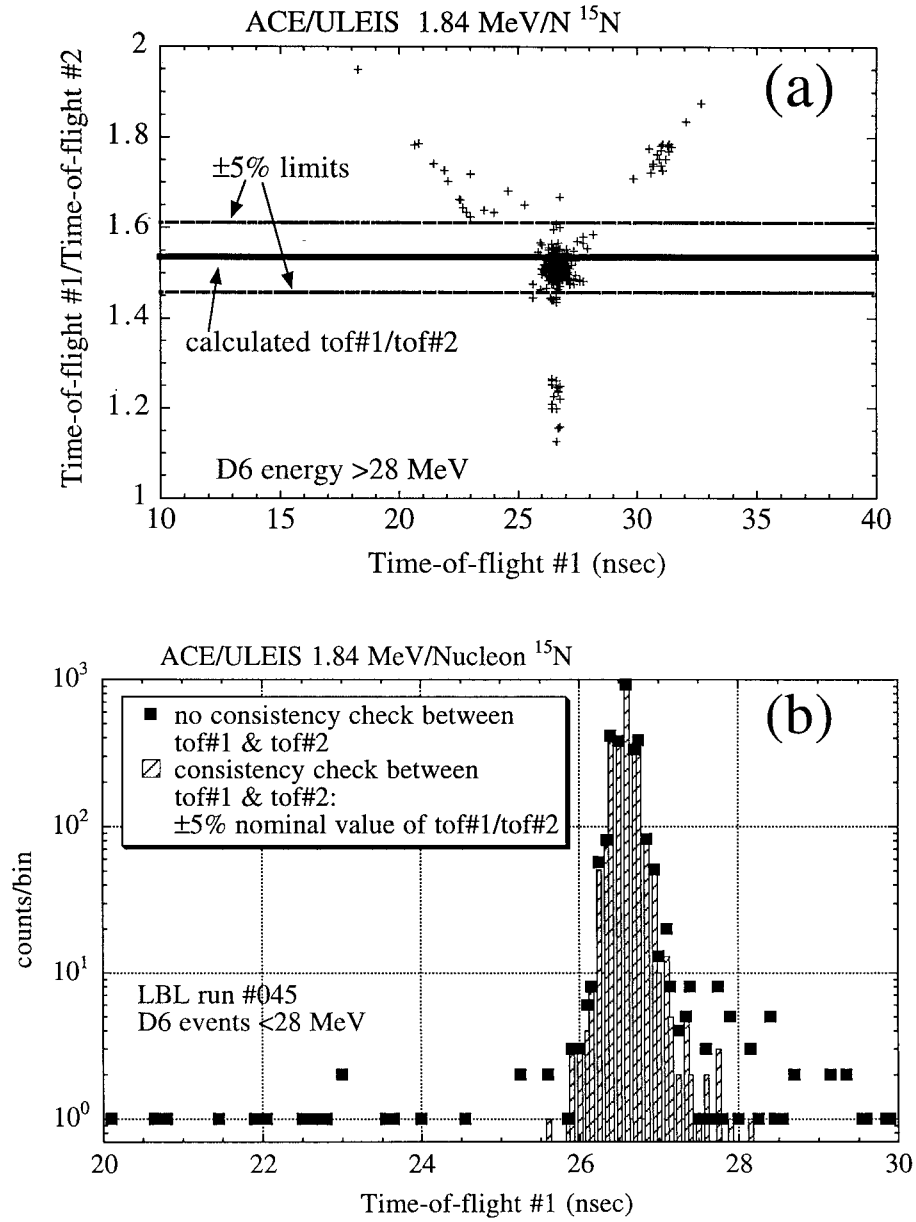 ACE/ULEIS 1.84 MeV/N ¹⁵N
(a)
Time-of-flight #1/Time-of-flight #2
2
1.8
1.6
1.4
1.2
1
±5% limits
calculated tof#1/tof#2
D6 energy >28 MeV
10 15 20 25 30 35 40
Time-of-flight #1 (nsec)
ACE/ULEIS 1.84 MeV/Nucleon ¹⁵N
(b)
counts/bin
10³
10²
10¹
10⁰
no consistency check between
tof#1 & tof#2
consistency check between
tof#1 & tof#2:
±5% nominal value of tof#1/tof#2
LBL run #045
D6 events <28 MeV
20 22 24 26 28 30
Time-of-flight #1 (nsec)